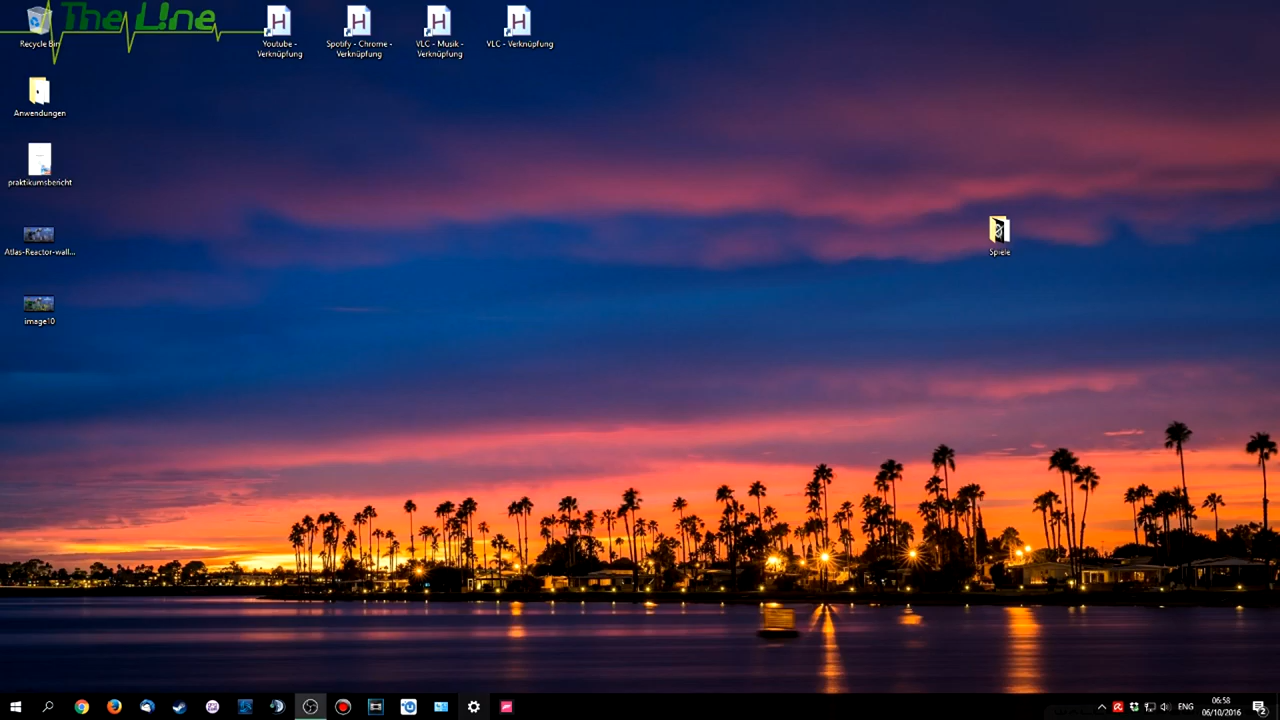 The L!ne
Recycle Bin
Youtube -
Verknüpfung
Spotify - Chrome -
Verknüpfung
VLC - Musik -
Verknüpfung
VLC - Verknüpfung
Anwendungen
praktikumsbericht
Atlas-Reactor-wall...
Spiele
image10
ENG
06:58
06/10/2016
2